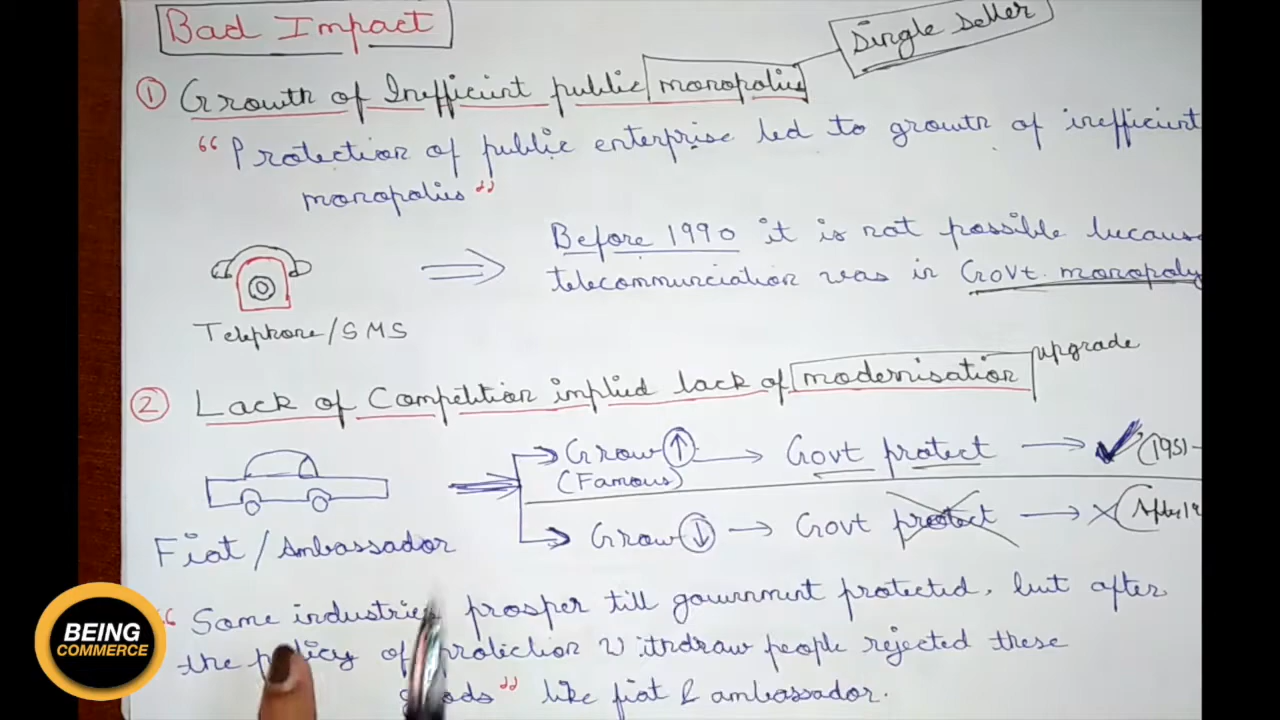 Bad Impact
Single Seller
① Growth of Inefficient public monopolies
“Protection of public enterprise led to growth of inefficient
monopolies”
Before 1990 it is not possible because
telecommunication was in Govt. monopoly
Telephone/SMS
② Lack of Competition implied lack of modernisation
upgrade
Grow ↑ → Govt protect → ✓ (1951-
(Famous)
Grow ↓ → Govt protect → × (After 19
Fiat / Ambassador
“Some industries prosper till government protected, but after
the policy of protection withdraw people rejected these
goods” like fiat & ambassador.
BEING
COMMERCE